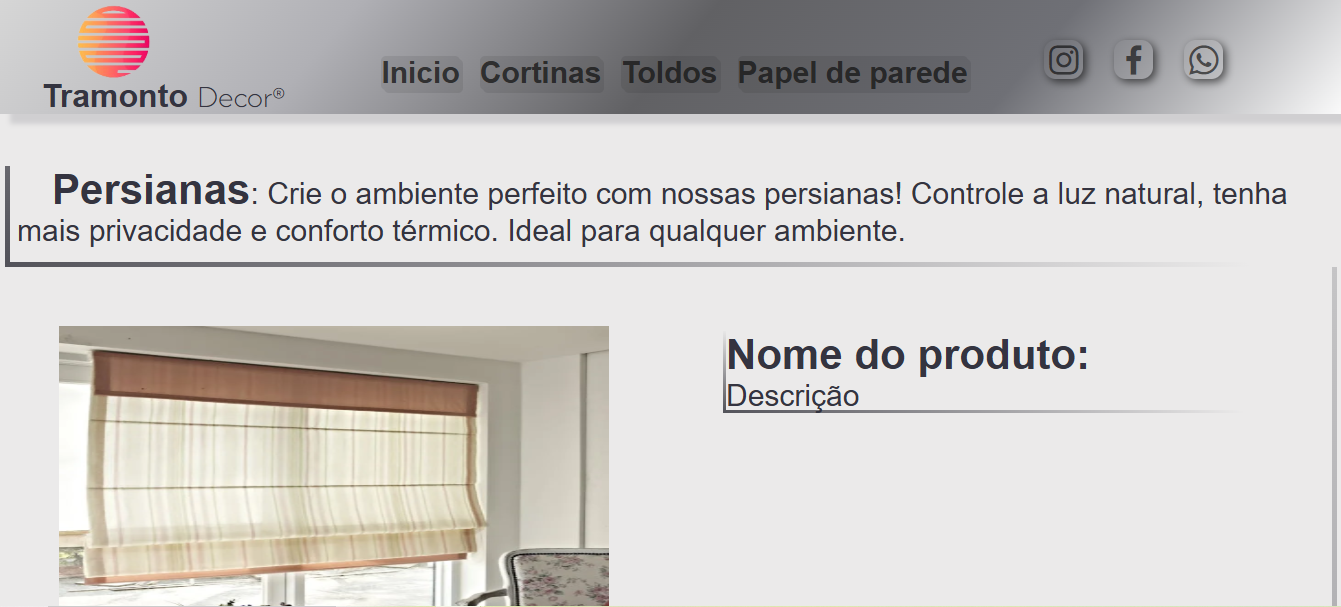 Tramonto Decor®
Inicio Cortinas Toldos Papel de parede
Persianas: Crie o ambiente perfeito com nossas persianas! Controle a luz natural, tenha
mais privacidade e conforto térmico. Ideal para qualquer ambiente.
Nome do produto:
Descrição